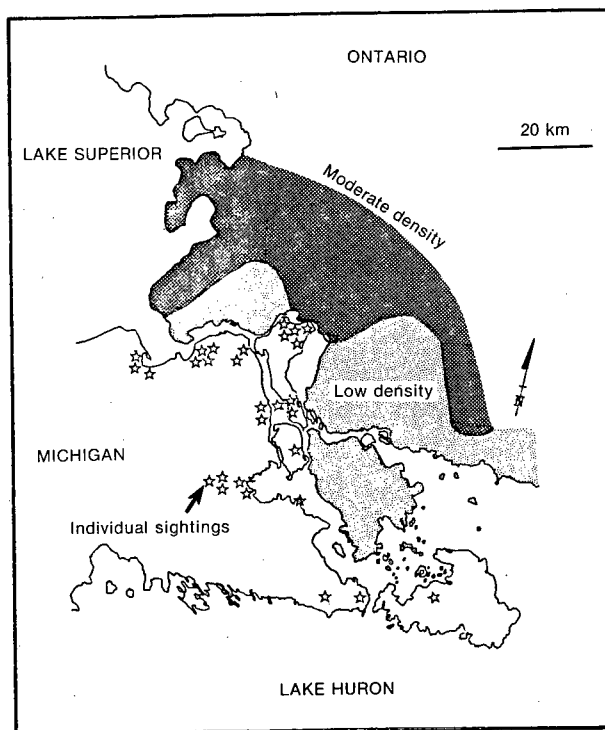 ONTARIO
20 km
LAKE SUPERIOR
Moderate density
Low density
N
MICHIGAN
Individual sightings
LAKE HURON